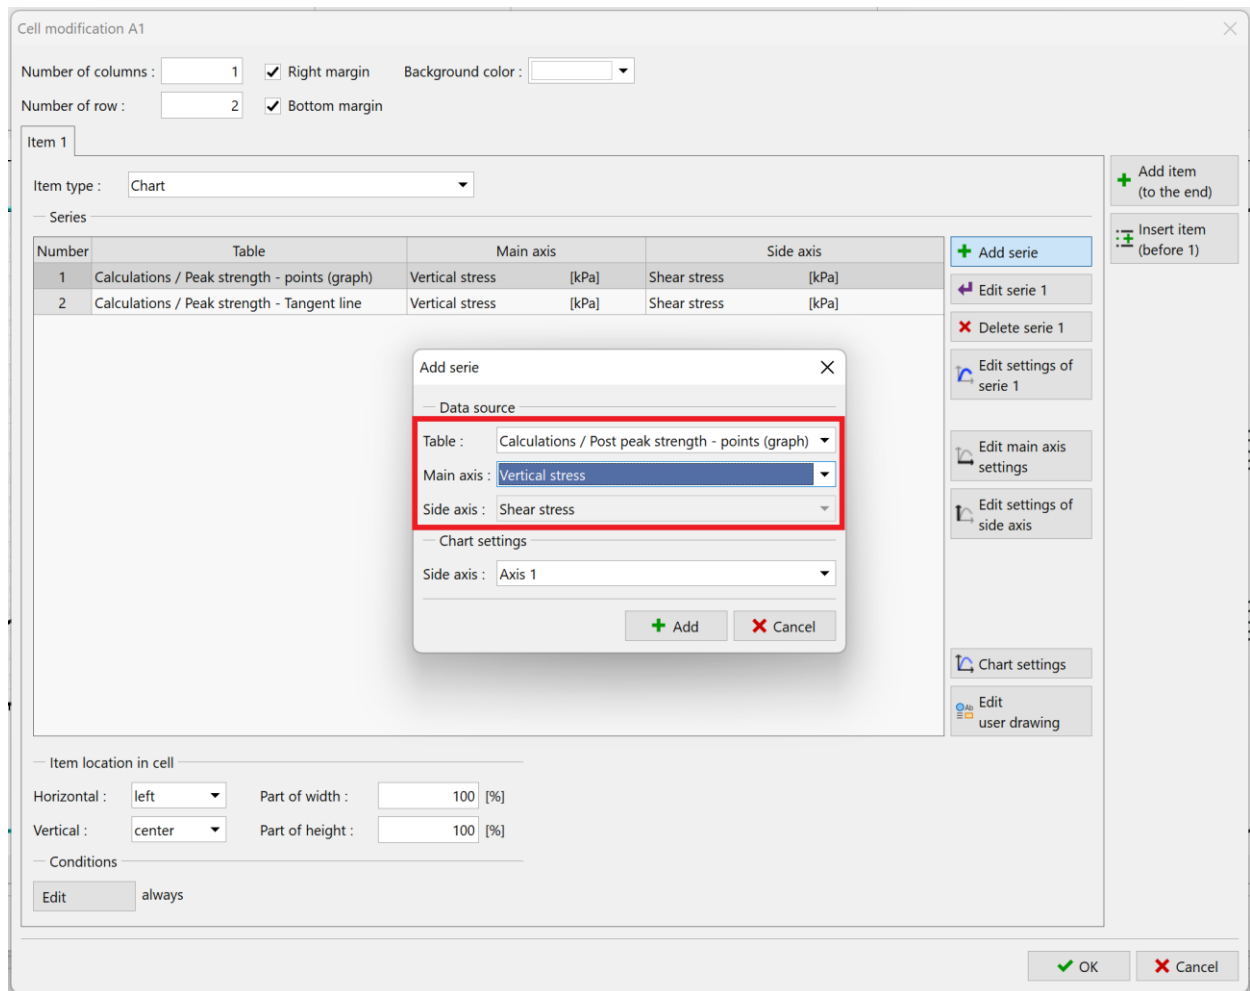 Cell modification A1
Number of columns : 1 Right margin Background color :
Number of row : 2 Bottom margin
Item 1
Item type : Chart
Series
Number Table Main axis Side axis
1 Calculations / Peak strength - points (graph) Vertical stress [kPa] Shear stress [kPa]
2 Calculations / Peak strength - Tangent line Vertical stress [kPa] Shear stress [kPa]
Add serie
Edit serie 1
Delete serie 1
Edit settings of
serie 1
Edit main axis
settings
Edit settings of
side axis
Chart settings
Edit
user drawing
Add item
(to the end)
Insert item
(before 1)
Add serie
Data source
Table : Calculations / Post peak strength - points (graph)
Main axis : Vertical stress
Side axis : Shear stress
Chart settings
Side axis : Axis 1
Add Cancel
Item location in cell
Horizontal : left Part of width : 100 [%]
Vertical : center Part of height : 100 [%]
Conditions
Edit always
OK Cancel